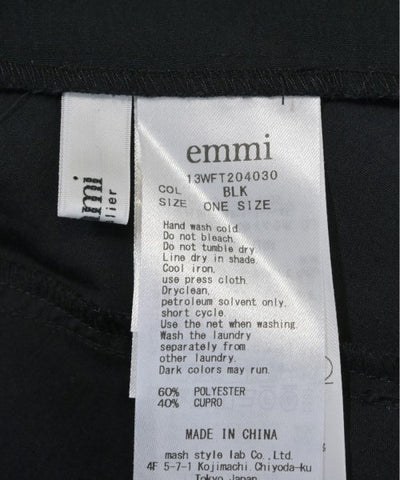 emmi
13WFT204030
COL BLK
SIZE ONE SIZE
Hand wash cold.
Do not bleach.
Do not tumble dry.
Line dry in shade.
Cool iron.
use press cloth.
Dryclean.
petroleum solvent only.
short cycle.
Use the net when washing.
Wash the laundry
separately from
other laundry.
Dark colors may run.
60% POLYESTER
40% CUPRO
MADE IN CHINA
mash style lab Co.,Ltd.
4F 5-7-1 Kojimachi.Chiyoda-ku
Tokyo Japan
mmi
lier